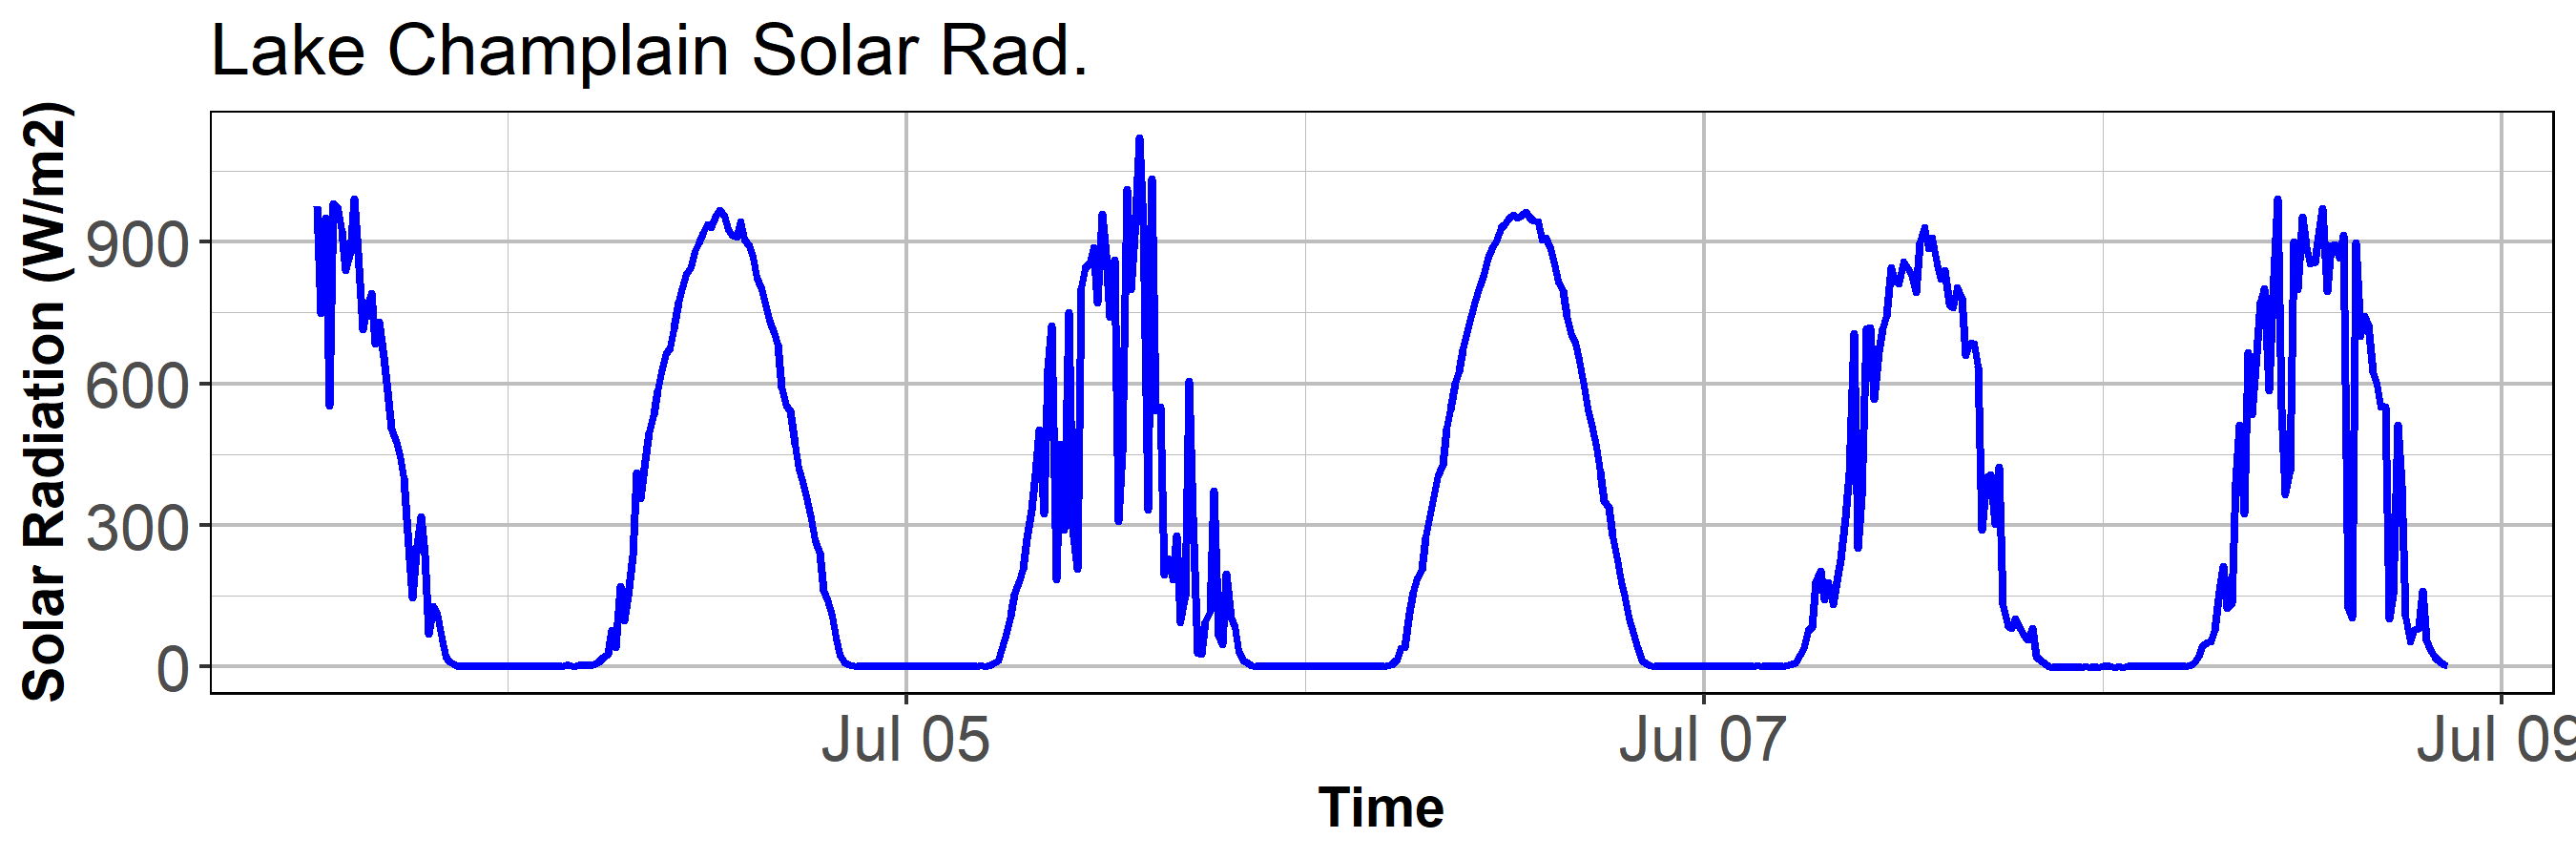 Lake Champlain Solar Rad.
Solar Radiation (W/m2)
900
600
300
0
Jul 05
Jul 07
Jul 09
Time